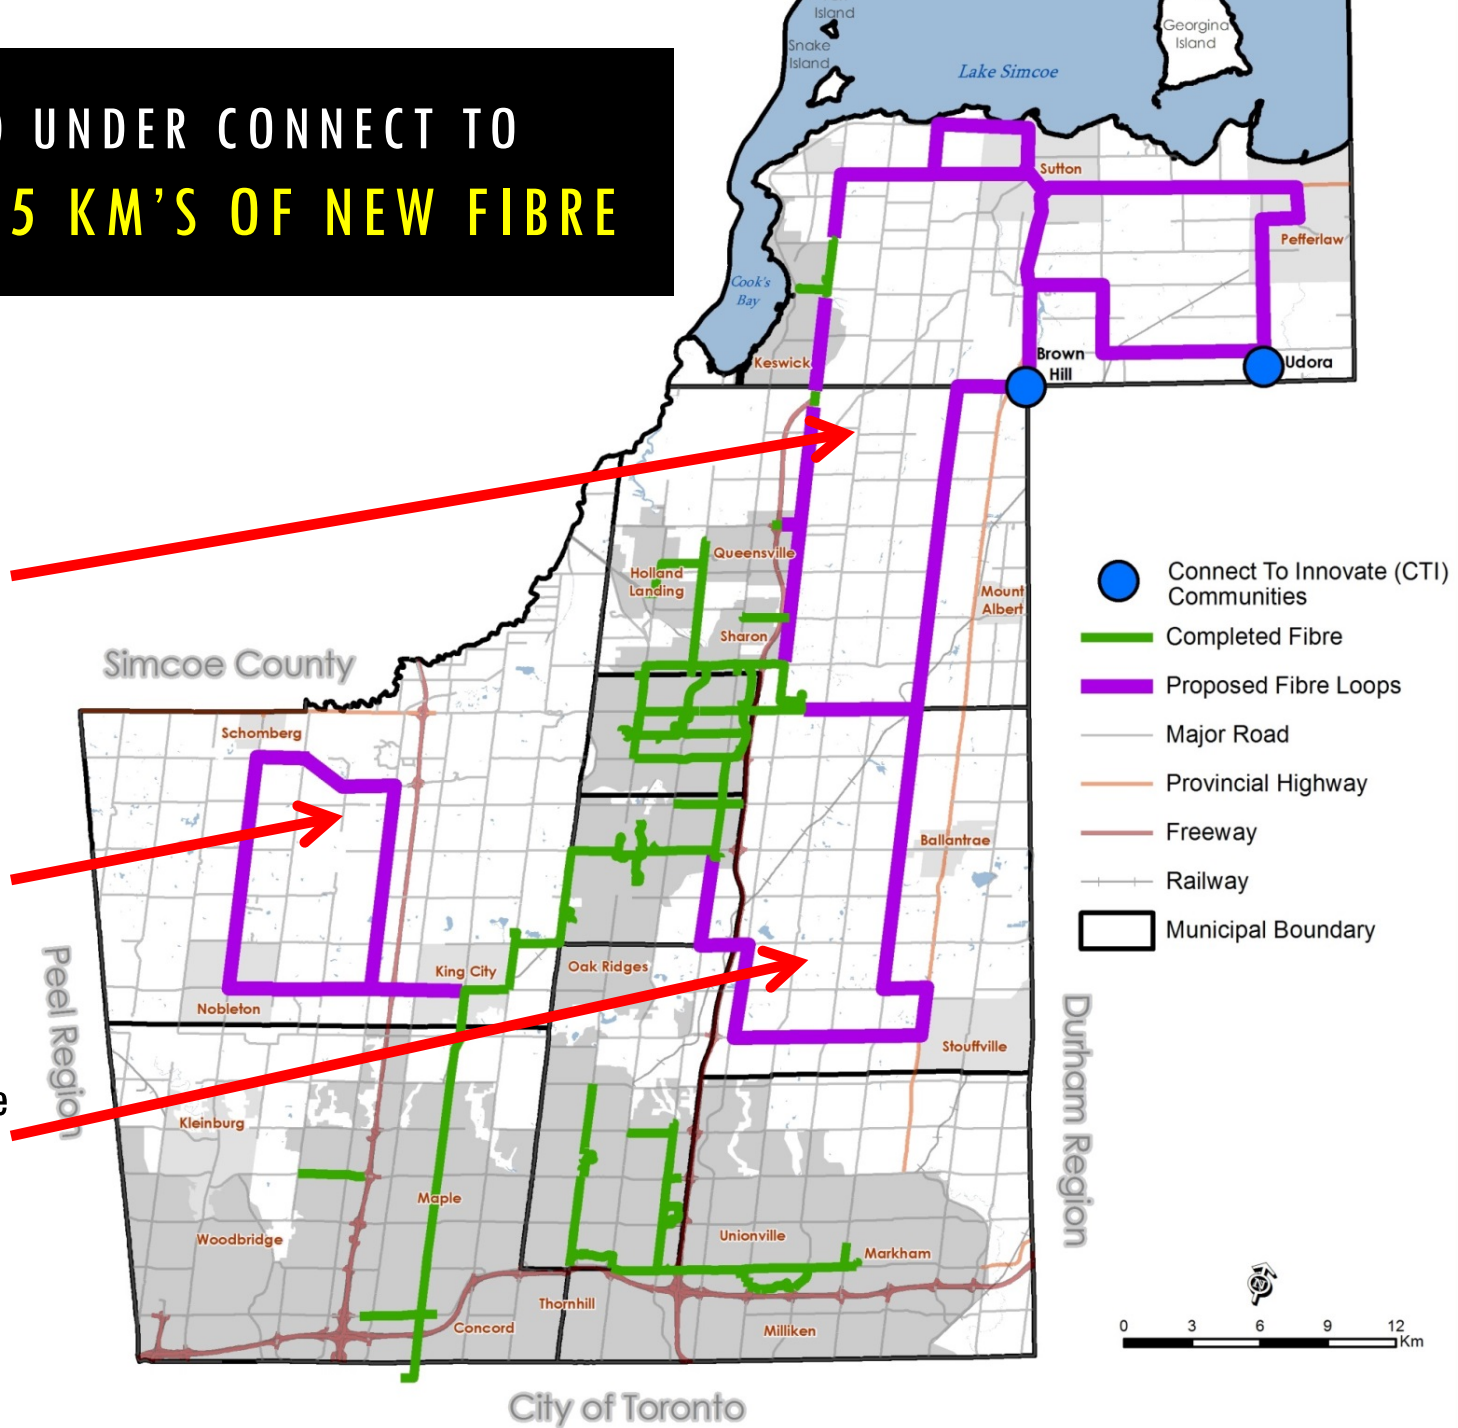 UNDER CONNECT TO
5 KM’S OF NEW FIBRE
Island
Snake
Island
Georgina
Island
Lake Simcoe
Sutton
Pefferlaw
Cook's
Bay
Keswick
Brown
Hill
Udora
Queensville
Holland
Landing
Mount
Albert
Sharon
Simcoe County
Schomberg
Ballantrae
King City
Oak Ridges
Nobleton
Stouffville
Peel Region
Durham Region
e
Kleinburg
Maple
Woodbridge
Unionville
Markham
Thornhill
Concord
Milliken
City of Toronto
Connect To Innovate (CTI)
Communities
Completed Fibre
Proposed Fibre Loops
Major Road
Provincial Highway
Freeway
Railway
Municipal Boundary
N
0 3 6 9 12
Km